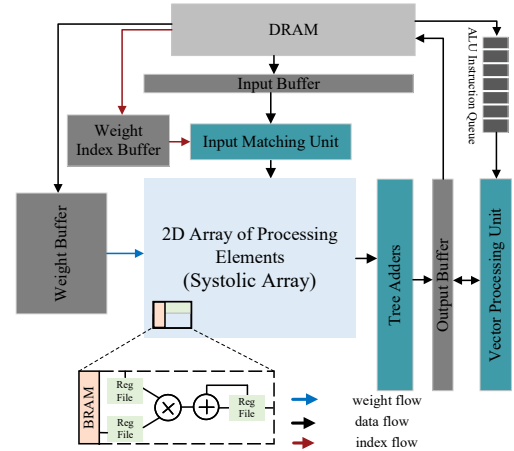 DRAM
ALU Instruction
Queue
Input Buffer
Weight
Index Buffer
Input Matching Unit
Weight Buffer
2D Array of Processing
Elements
(Systolic Array)
Tree Adders
Output Buffer
Vector Processing Unit
BRAM
Reg
File
Reg
File
Reg
File
weight flow
data flow
index flow